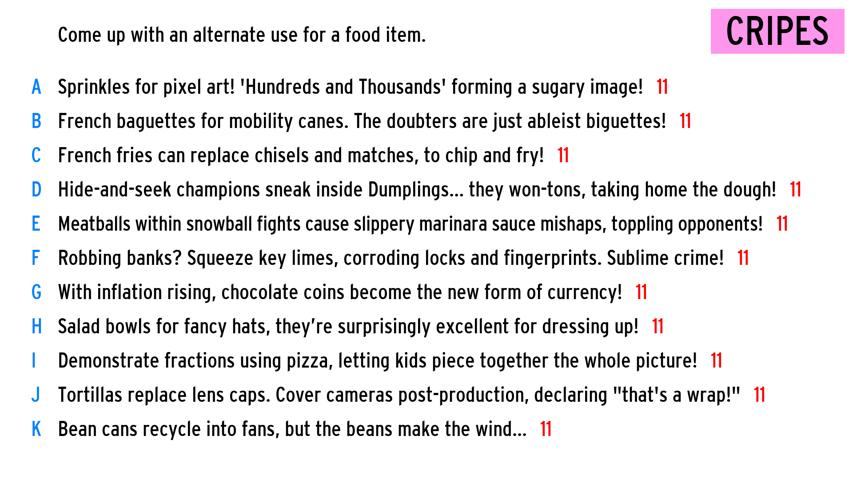 Come up with an alternate use for a food item.
CRIPES
A Sprinkles for pixel art! 'Hundreds and Thousands' forming a sugary image! 11
B French baguettes for mobility canes. The doubters are just ableist biguettes! 11
C French fries can replace chisels and matches, to chip and fry! 11
D Hide-and-seek champions sneak inside Dumplings... they won-tons, taking home the dough! 11
E Meatballs within snowball fights cause slippery marinara sauce mishaps, toppling opponents! 11
F Robbing banks? Squeeze key limes, corroding locks and fingerprints. Sublime crime! 11
G With inflation rising, chocolate coins become the new form of currency! 11
H Salad bowls for fancy hats, they’re surprisingly excellent for dressing up! 11
I Demonstrate fractions using pizza, letting kids piece together the whole picture! 11
J Tortillas replace lens caps. Cover cameras post-production, declaring "that's a wrap!" 11
K Bean cans recycle into fans, but the beans make the wind... 11